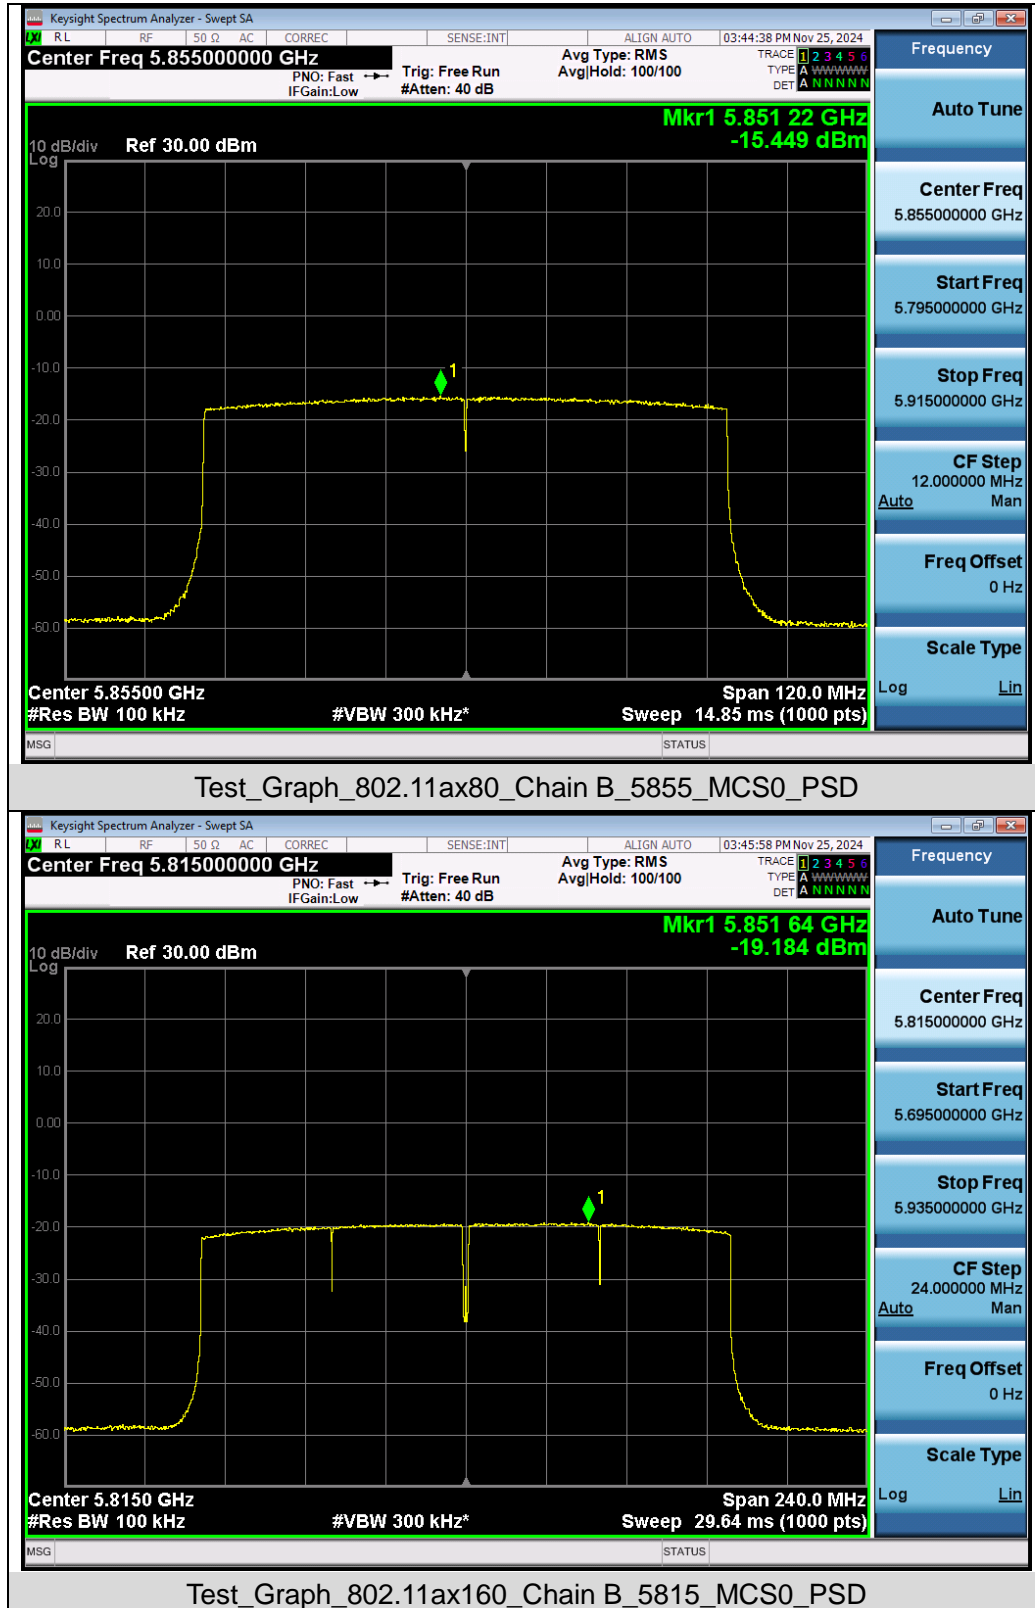 Keysight Spectrum Analyzer - Swept SA
LXI RL RF 50 Ω AC CORREC SENSE:INT ALIGN AUTO 03:44:38 PM Nov 25, 2024
Center Freq 5.855000000 GHz
PNO: Fast
IFGain:Low
Trig: Free Run
#Atten: 40 dB
Avg Type: RMS
Avg|Hold: 100/100
TRACE 1 2 3 4 5 6
TYPE A WWWWW
DET A N N N N N
Mkr1 5.851 22 GHz
-15.449 dBm
10 dB/div Ref 30.00 dBm
Log
20.0
10.0
0.00
-10.0
1
-20.0
-30.0
-40.0
-50.0
-60.0
Center 5.85500 GHz Span 120.0 MHz
#Res BW 100 kHz #VBW 300 kHz* Sweep 14.85 ms (1000 pts)
MSG STATUS
Frequency
Auto Tune
Center Freq
5.855000000 GHz
Start Freq
5.795000000 GHz
Stop Freq
5.915000000 GHz
CF Step
12.000000 MHz
Auto Man
Freq Offset
0 Hz
Scale Type
Log Lin
Test_Graph_802.11ax80_Chain B_5855_MCS0_PSD
Keysight Spectrum Analyzer - Swept SA
LXI RL RF 50 Ω AC CORREC SENSE:INT ALIGN AUTO 03:45:58 PM Nov 25, 2024
Center Freq 5.815000000 GHz
PNO: Fast
IFGain:Low
Trig: Free Run
#Atten: 40 dB
Avg Type: RMS
Avg|Hold: 100/100
TRACE 1 2 3 4 5 6
TYPE A WWWWW
DET A N N N N N
Mkr1 5.851 64 GHz
-19.184 dBm
10 dB/div Ref 30.00 dBm
Log
20.0
10.0
0.00
-10.0
1
-20.0
-30.0
-40.0
-50.0
-60.0
Center 5.8150 GHz Span 240.0 MHz
#Res BW 100 kHz #VBW 300 kHz* Sweep 29.64 ms (1000 pts)
MSG STATUS
Frequency
Auto Tune
Center Freq
5.815000000 GHz
Start Freq
5.695000000 GHz
Stop Freq
5.935000000 GHz
CF Step
24.000000 MHz
Auto Man
Freq Offset
0 Hz
Scale Type
Log Lin
Test_Graph_802.11ax160_Chain B_5815_MCS0_PSD